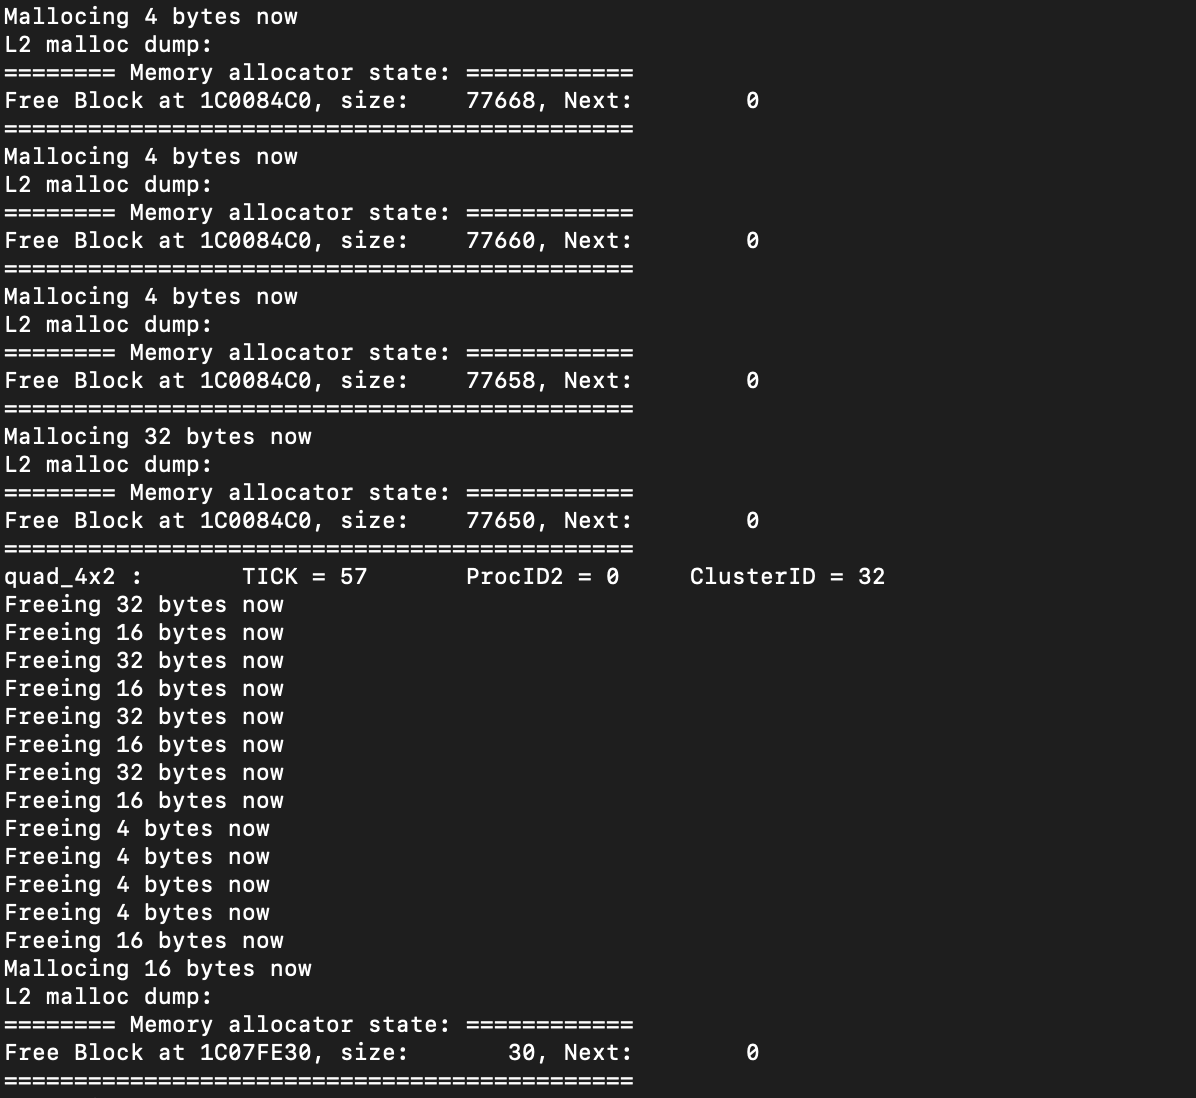 Mallocing 4 bytes now
L2 malloc dump:
======== Memory allocator state: ============
Free Block at 1C0084C0, size:    77668, Next:        0
=============================================
Mallocing 4 bytes now
L2 malloc dump:
======== Memory allocator state: ============
Free Block at 1C0084C0, size:    77660, Next:        0
=============================================
Mallocing 4 bytes now
L2 malloc dump:
======== Memory allocator state: ============
Free Block at 1C0084C0, size:    77658, Next:        0
=============================================
Mallocing 32 bytes now
L2 malloc dump:
======== Memory allocator state: ============
Free Block at 1C0084C0, size:    77650, Next:        0
=============================================
quad_4x2 :       TICK = 57       ProcID2 = 0     ClusterID = 32
Freeing 32 bytes now
Freeing 16 bytes now
Freeing 32 bytes now
Freeing 16 bytes now
Freeing 32 bytes now
Freeing 16 bytes now
Freeing 32 bytes now
Freeing 16 bytes now
Freeing 4 bytes now
Freeing 4 bytes now
Freeing 4 bytes now
Freeing 4 bytes now
Freeing 16 bytes now
Mallocing 16 bytes now
L2 malloc dump:
======== Memory allocator state: ============
Free Block at 1C07FE30, size:       30, Next:        0
=============================================